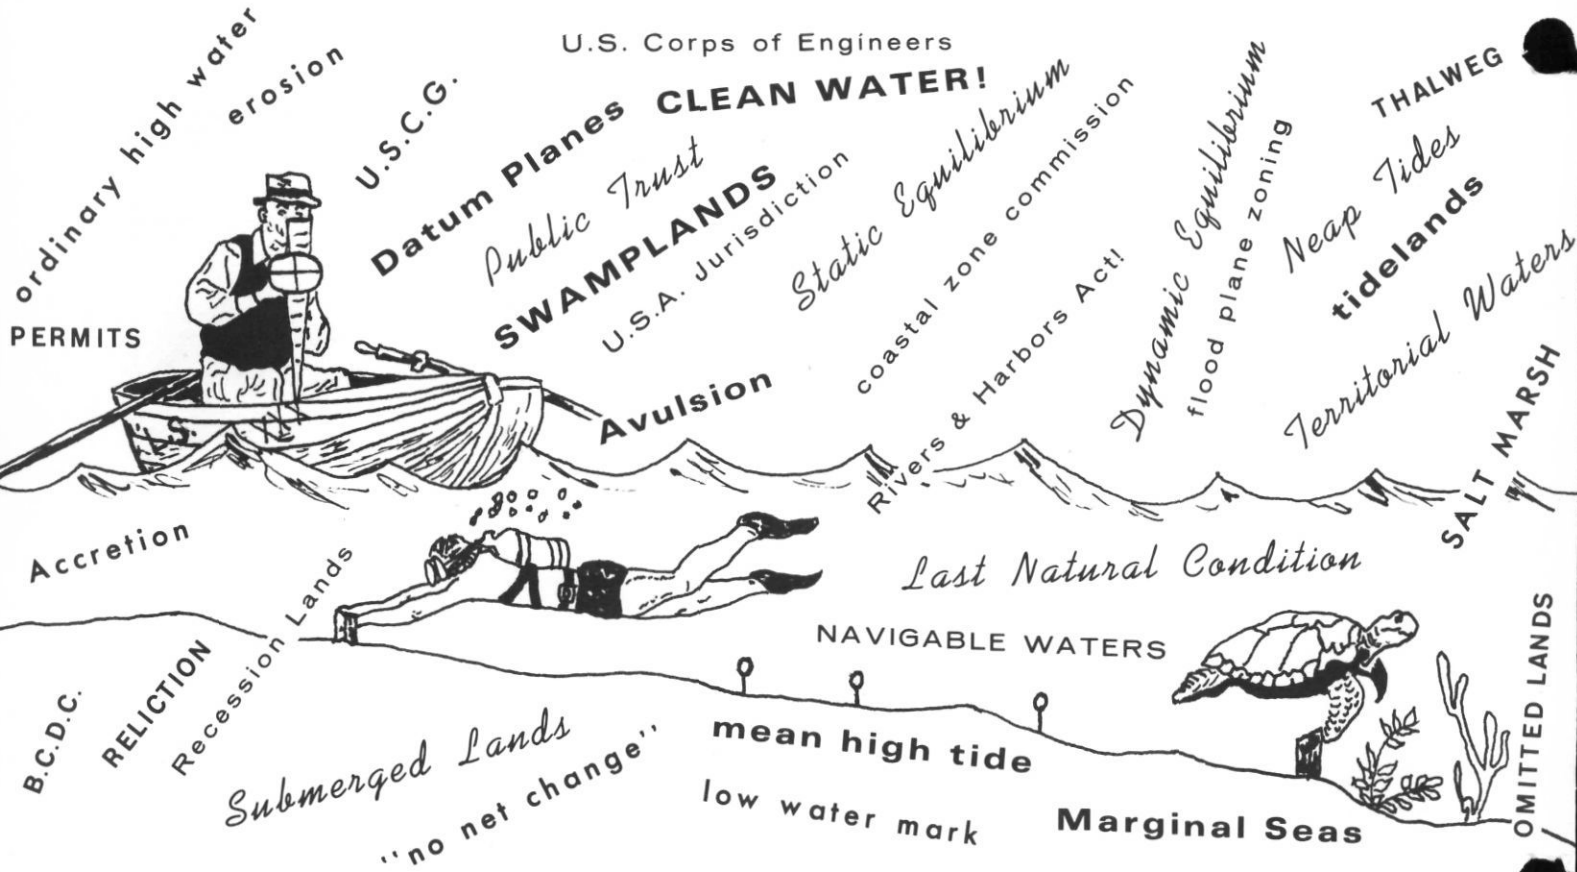 ordinary high water
erosion
U.S. Corps of Engineers
U.S.C.G.
CLEAN WATER!
Datum Planes
Public Trust
SWAMPLANDS
U.S.A. Jurisdiction
Static Equilibrium
coastal zone commission
Dynamic Equilibrium
flood plane zoning
THALWEG
Neap Tides
tidelands
Territorial Waters
PERMITS
Avulsion
Rivers & Harbors Act!
L.S.
SALT MARSH
Accretion
Recession Lands
Last Natural Condition
NAVIGABLE WATERS
OMITTED LANDS
B.C.D.C.
RELICTION
Submerged Lands
"no net change"
mean high tide
low water mark
Marginal Seas